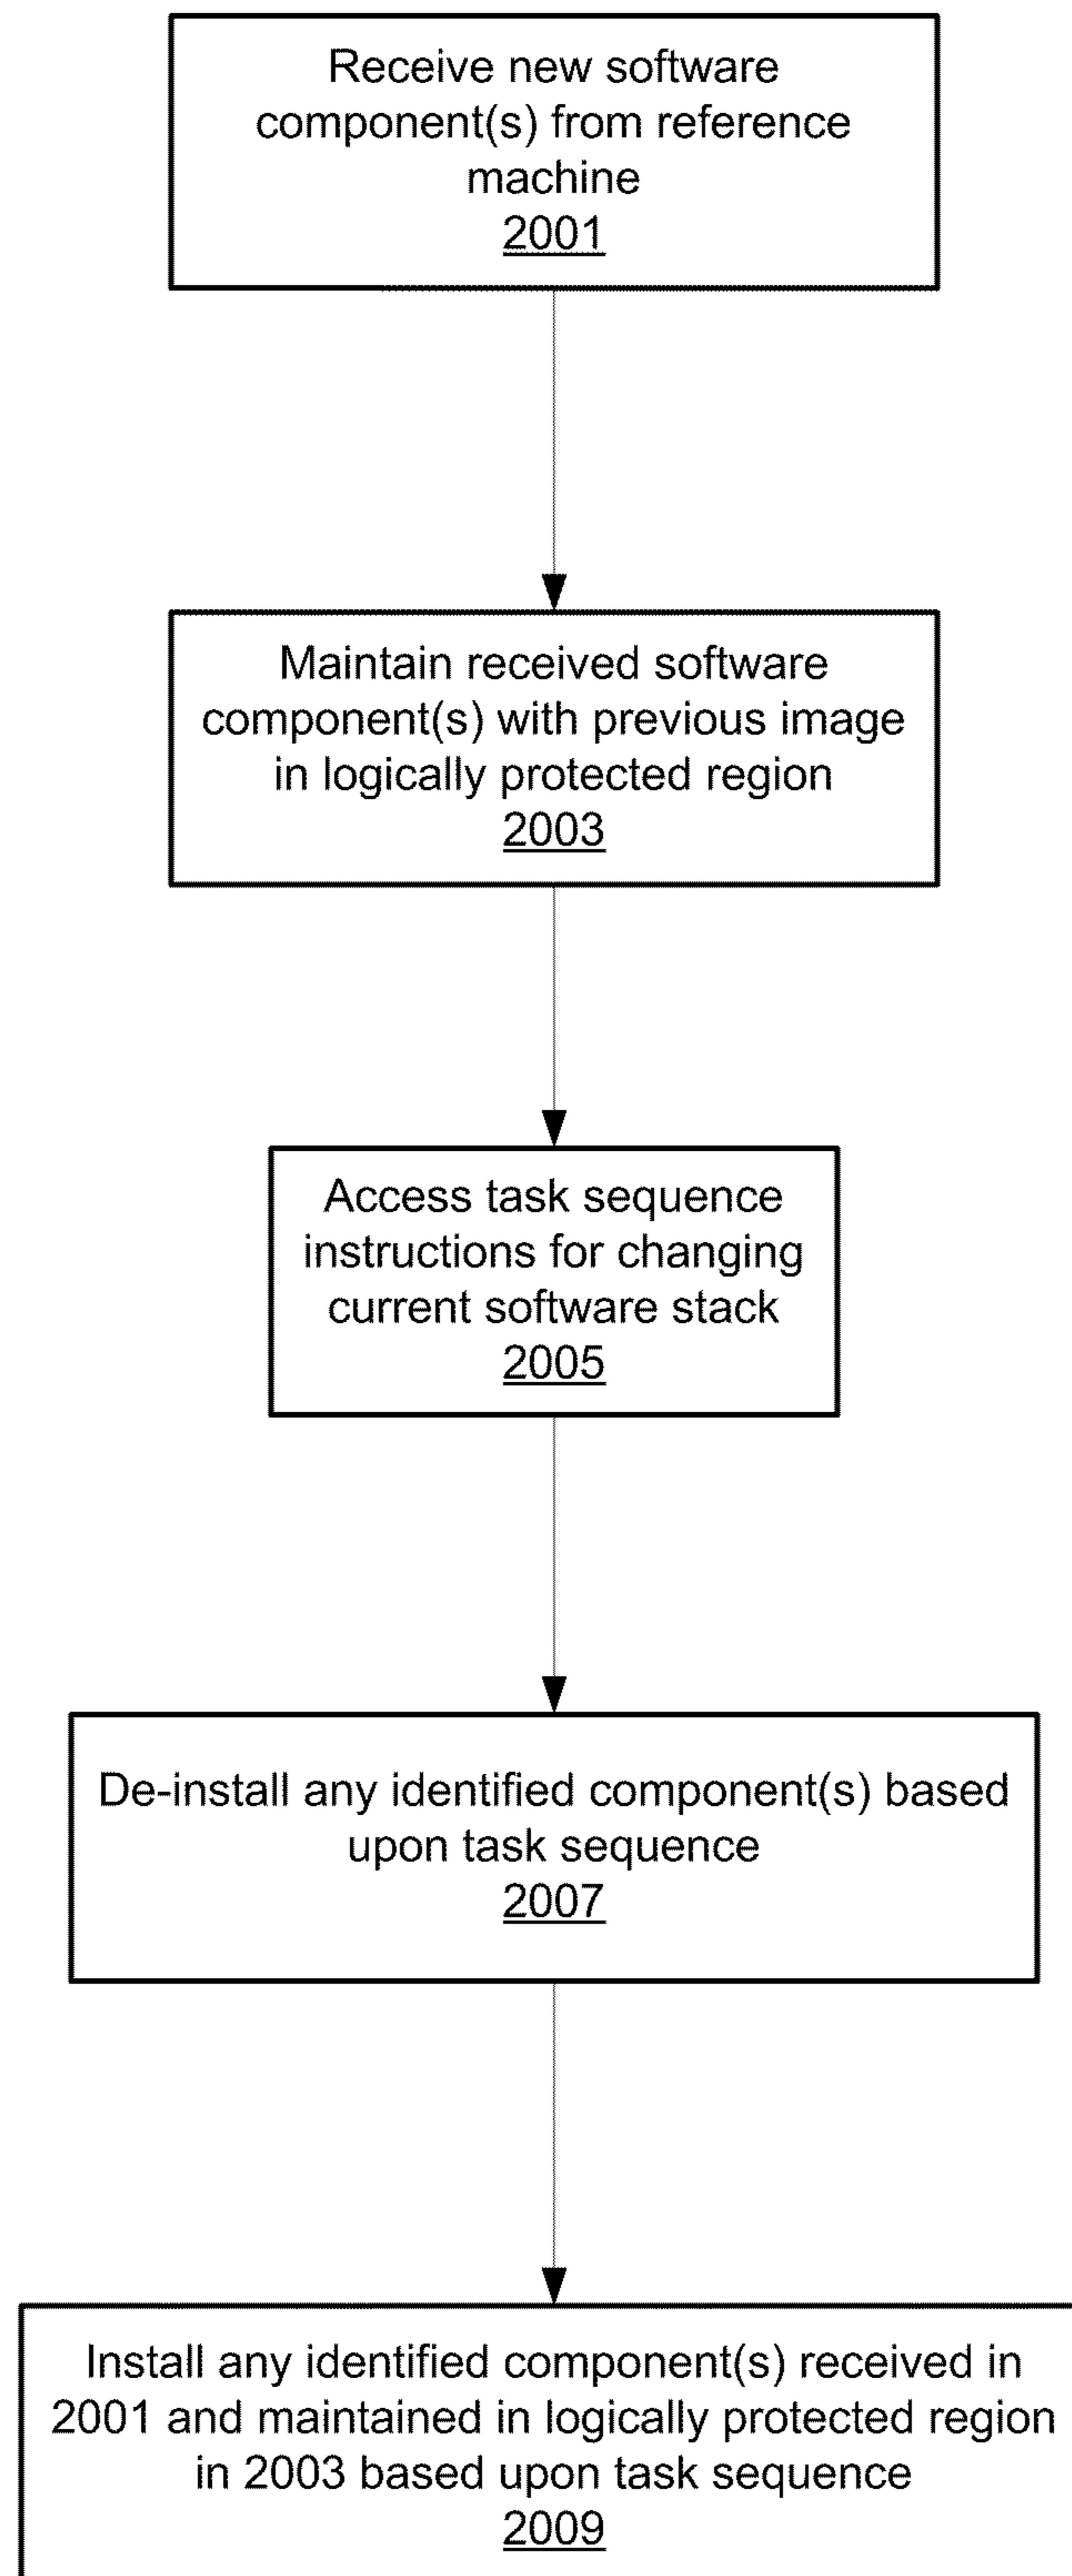 Receive new software
component(s) from reference
machine
2001
Maintain received software
component(s) with previous image
in logically protected region
2003
Access task sequence
instructions for changing
current software stack
2005
De-install any identified component(s) based
upon task sequence
2007
Install any identified component(s) received in
2001 and maintained in logically protected region
in 2003 based upon task sequence
2009